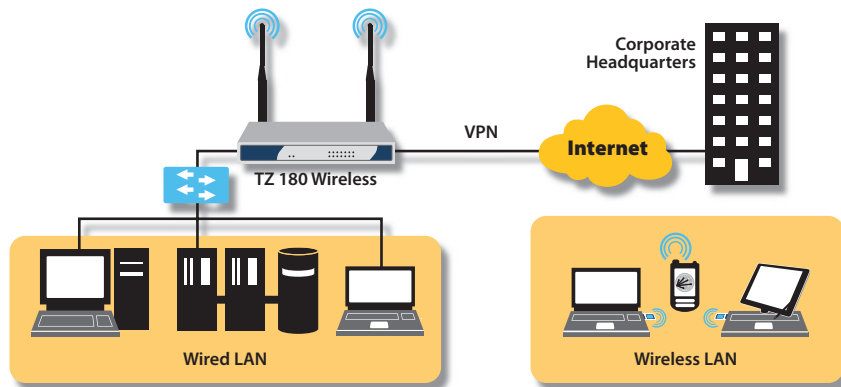 Corporate
Headquarters
VPN
Internet
TZ 180 Wireless
Wired LAN
Wireless LAN